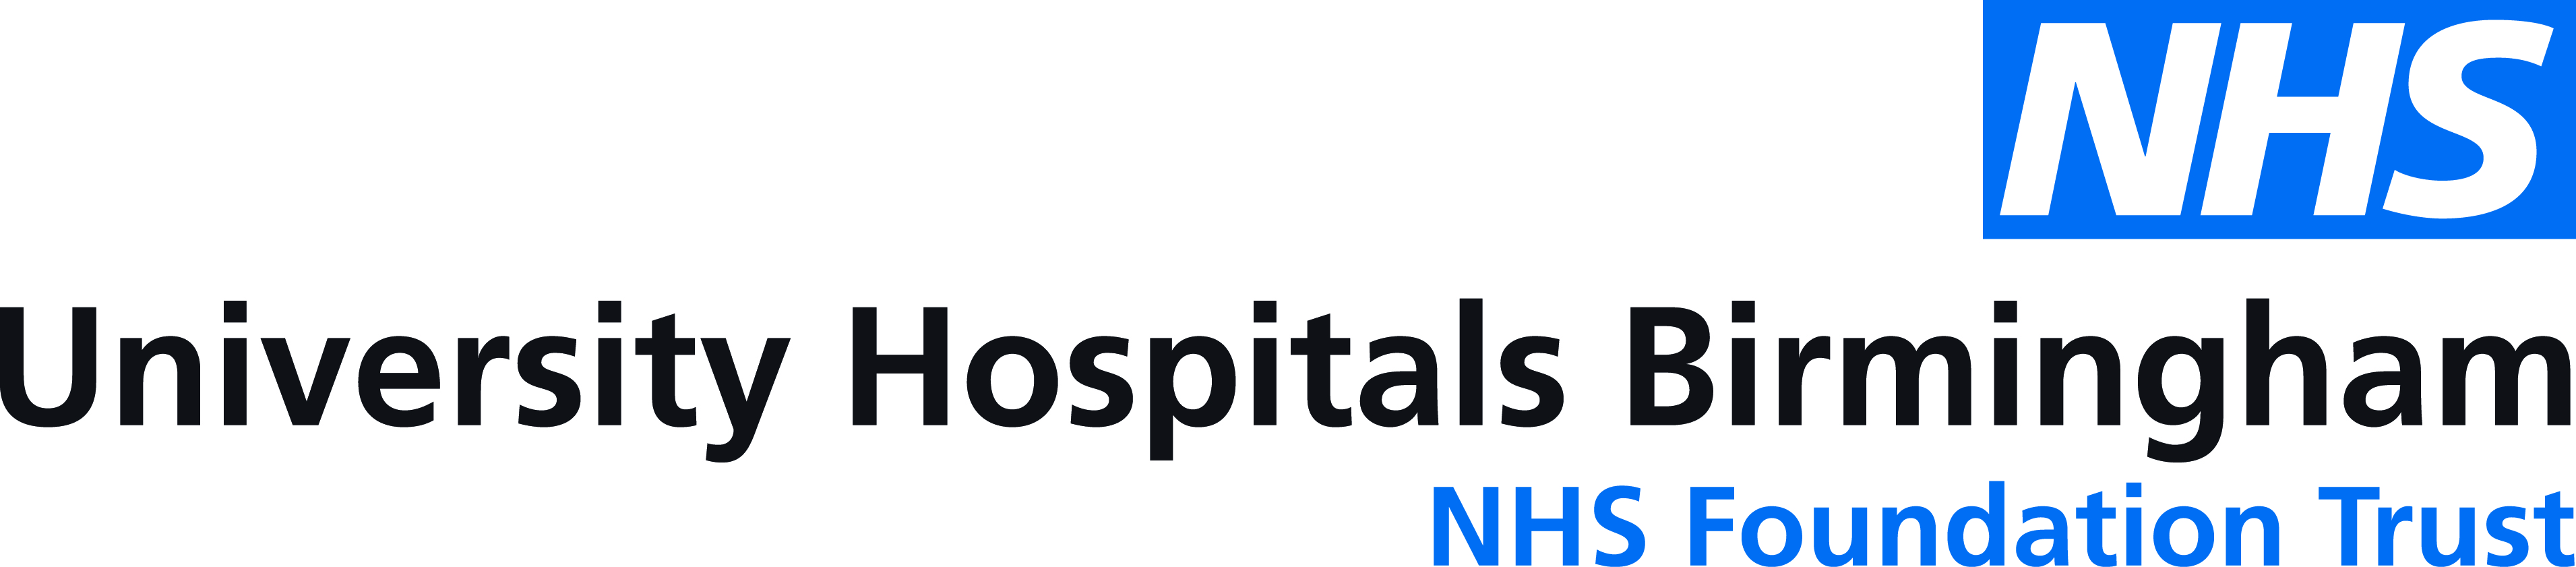 NHS
University Hospitals Birmingham
NHS Foundation Trust